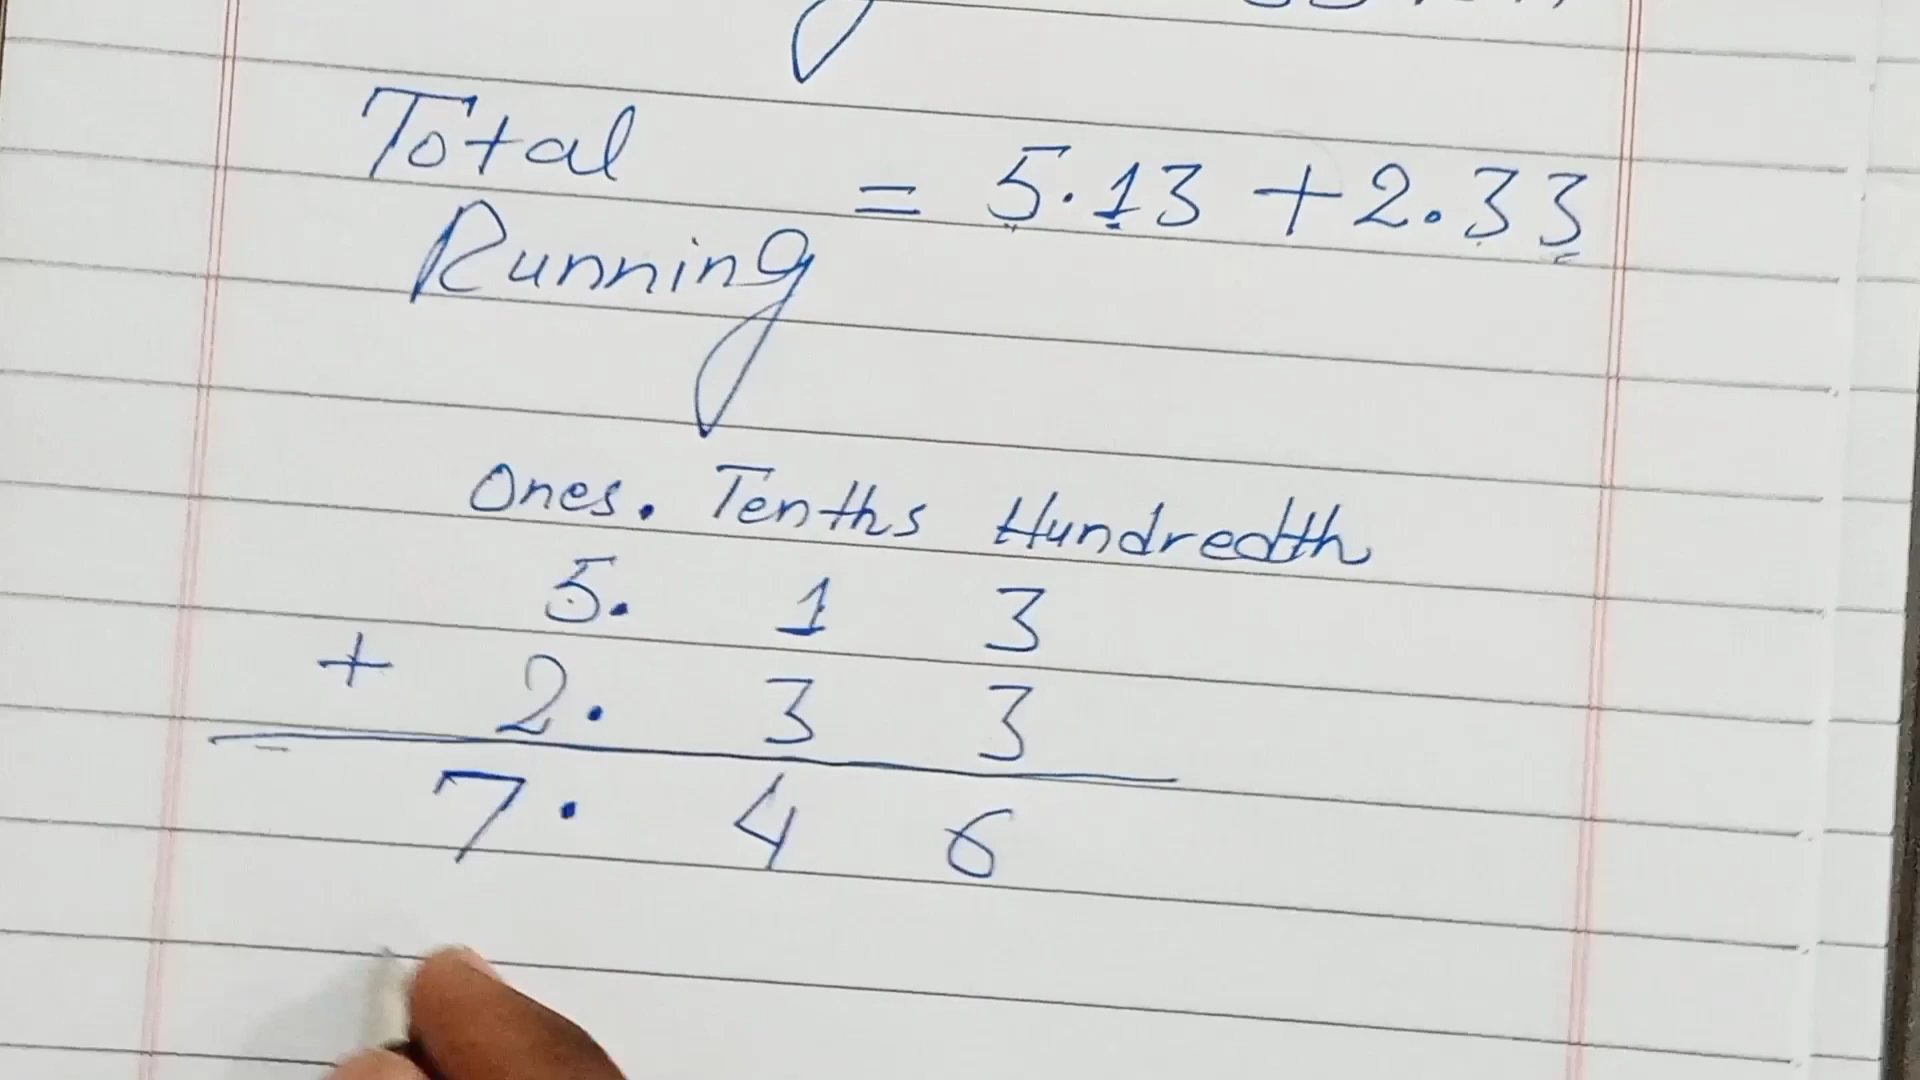 Total
Running = 5.13 + 2.33
Ones. Tenths Hundredth
5. 1 3
+ 2. 3 3
7. 4 6